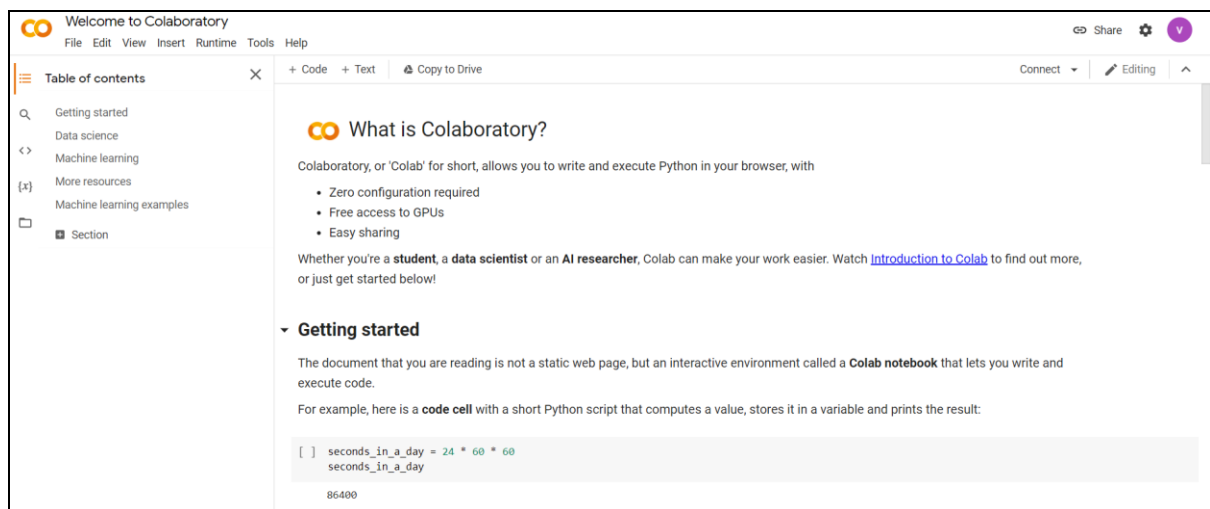 Welcome to Colaboratory
File Edit View Insert Runtime Tools Help
Share
V
Table of contents
Getting started
Data science
Machine learning
More resources
Machine learning examples
Section
+ Code + Text Copy to Drive
Connect Editing
CO What is Colaboratory?
Colaboratory, or 'Colab' for short, allows you to write and execute Python in your browser, with
• Zero configuration required
• Free access to GPUs
• Easy sharing
Whether you're a student, a data scientist or an AI researcher, Colab can make your work easier. Watch Introduction to Colab to find out more,
or just get started below!
Getting started
The document that you are reading is not a static web page, but an interactive environment called a Colab notebook that lets you write and
execute code.
For example, here is a code cell with a short Python script that computes a value, stores it in a variable and prints the result:
[ ] seconds_in_a_day = 24 * 60 * 60
seconds_in_a_day
86400